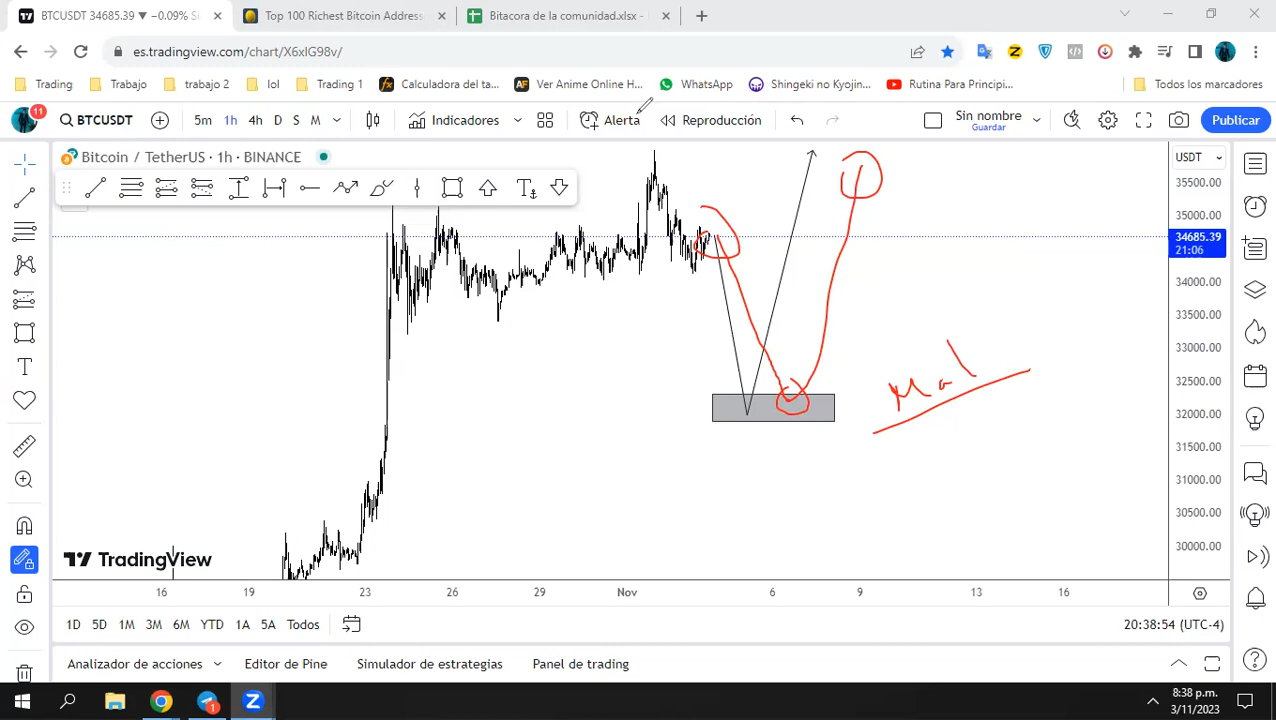 BTCUSDT 34685.39 ▼ −0.09% S
Top 100 Richest Bitcoin Address
Bitacora de la comunidad.xlsx -
es.tradingview.com/chart/X6xIG98v/
Trading
Trabajo
trabajo 2
lol
Trading 1
Calculadora del ta...
Ver Anime Online H...
WhatsApp
Shingeki no Kyojin...
Rutina Para Principi...
Todos los marcadores
11
BTCUSDT
5m 1h 4h D S M
Indicadores
Alerta
Reproducción
Sin nombre
Guardar
Publicar
Bitcoin / TetherUS · 1h · BINANCE
USDT
35500.00
35000.00
34685.39
21:06
34000.00
33500.00
33000.00
32500.00
32000.00
31500.00
31000.00
30500.00
30000.00
Mal
TradingView
16 19 23 26 29 Nov 6 9 13 16
1D 5D 1M 3M 6M YTD 1A 5A Todos
20:38:54 (UTC-4)
Analizador de acciones
Editor de Pine
Simulador de estrategias
Panel de trading
8:38 p.m.
3/11/2023